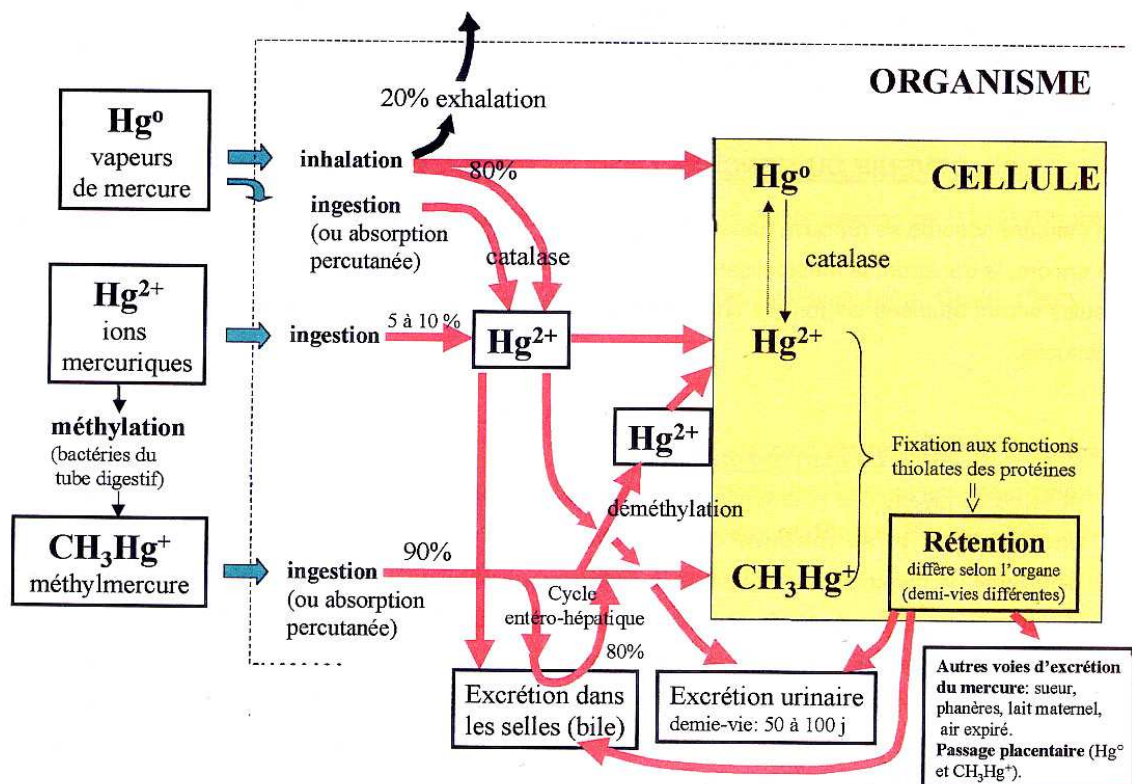 ORGANISME
20% exhalation
Hg⁰
vapeurs
de mercure
inhalation
80%
ingestion
(ou absorption
percutanée)
catalase
Hg²⁺
ions
mercuriques
ingestion
5 à 10 %
Hg²⁺
méthylation
(bactéries du
tube digestif)
CH₃Hg⁺
méthylmercure
ingestion
(ou absorption
percutanée)
90%
déméthylation
Hg²⁺
Cycle
entéro-hépatique
80%
CELLULE
Hg⁰
catalase
Hg²⁺
CH₃Hg⁺
Fixation aux fonctions
thiolates des protéines
Rétention
diffère selon l'organe
(demi-vies différentes)
Excrétion dans
les selles (bile)
Excrétion urinaire
demie-vie: 50 à 100 j
Autres voies d'excrétion
du mercure: sueur,
phanères, lait maternel,
air expiré.
Passage placentaire (Hg°
et CH₃Hg⁺).